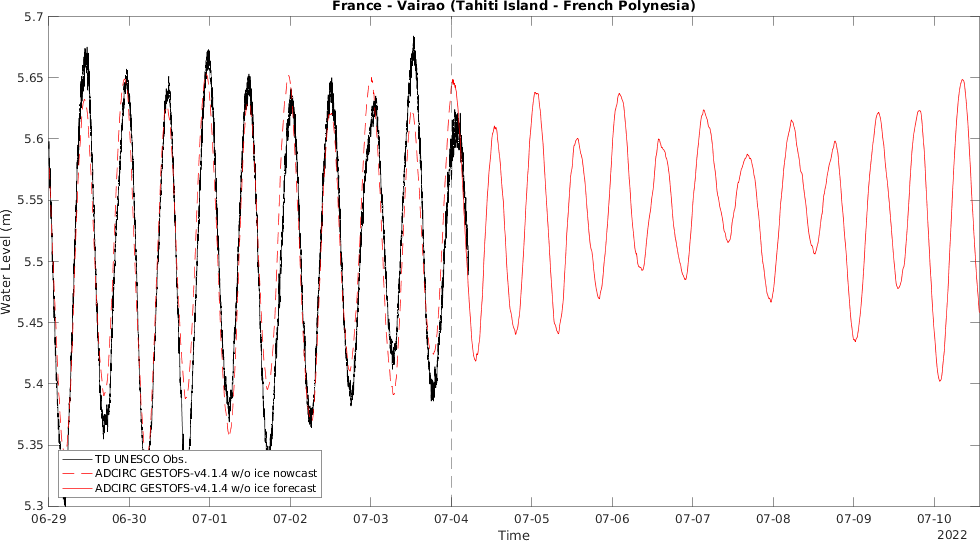 France - Vairao (Tahiti Island - French Polynesia)
5.7
5.65
5.6
5.55
5.5
5.45
5.4
5.35
5.3
Water Level (m)
TD UNESCO Obs.
ADCIRC GESTOFS-v4.1.4 w/o ice nowcast
ADCIRC GESTOFS-v4.1.4 w/o ice forecast
06-29 06-30 07-01 07-02 07-03 07-04 07-05 07-06 07-07 07-08 07-09 07-10
Time
2022